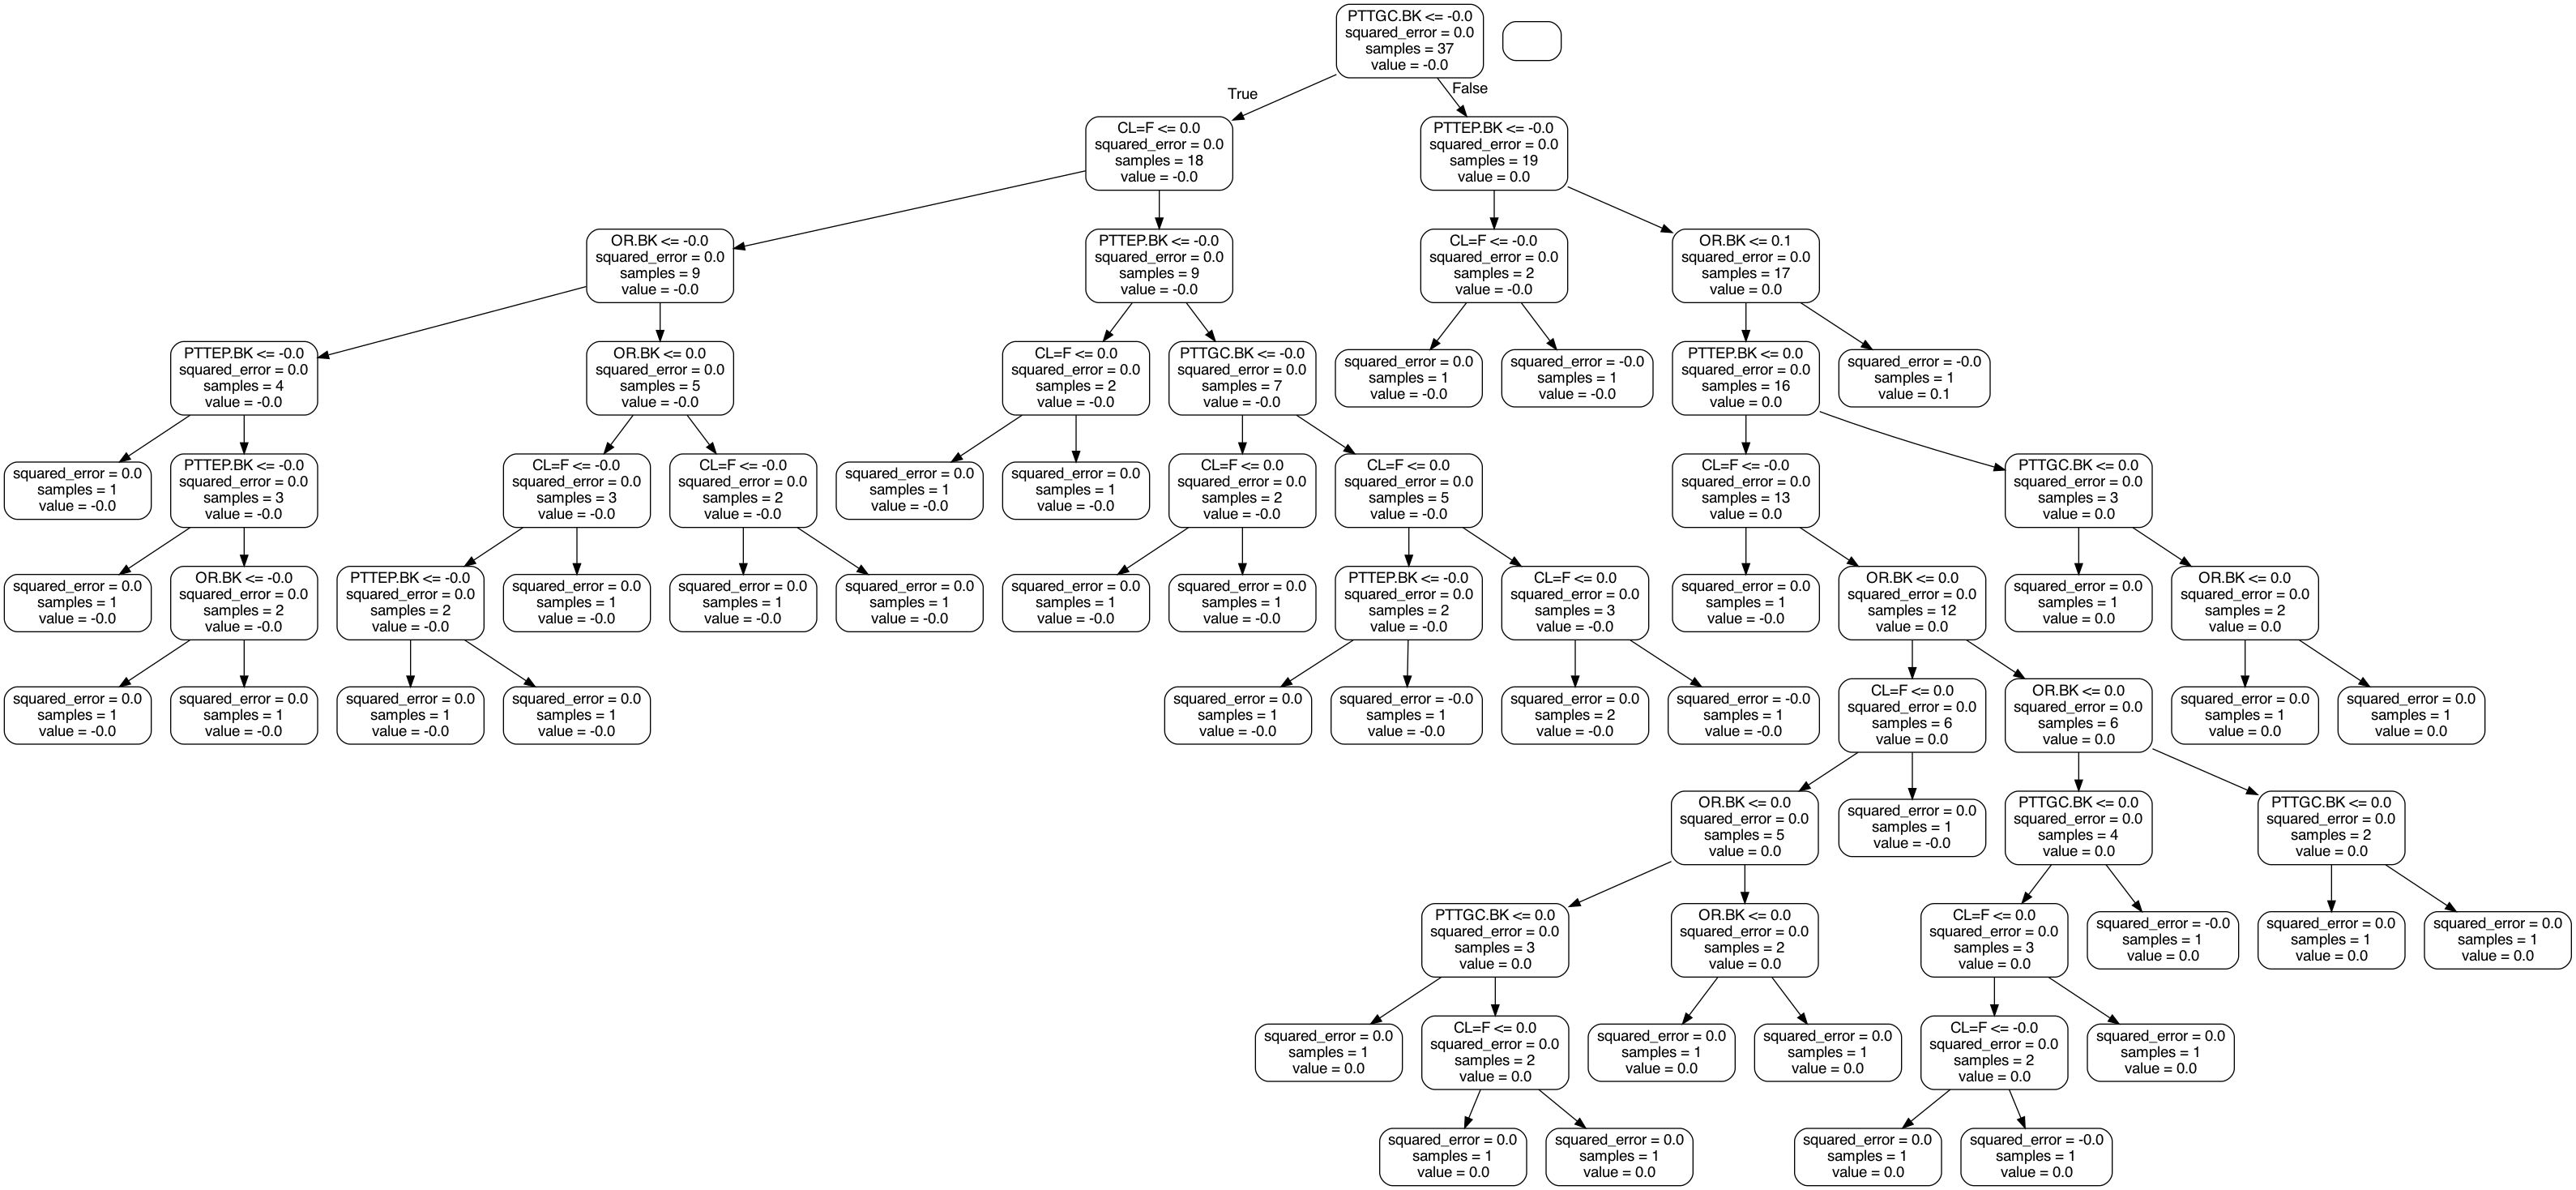 PTTGC.BK <= -0.0
squared_error = 0.0
samples = 37
value = -0.0
True
False
CL=F <= 0.0
squared_error = 0.0
samples = 18
value = -0.0
PTTEP.BK <= -0.0
squared_error = 0.0
samples = 19
value = 0.0
OR.BK <= -0.0
squared_error = 0.0
samples = 9
value = -0.0
PTTEP.BK <= -0.0
squared_error = 0.0
samples = 9
value = -0.0
CL=F <= -0.0
squared_error = 0.0
samples = 2
value = -0.0
OR.BK <= 0.1
squared_error = 0.0
samples = 17
value = 0.0
PTTEP.BK <= -0.0
squared_error = 0.0
samples = 4
value = -0.0
OR.BK <= 0.0
squared_error = 0.0
samples = 5
value = -0.0
CL=F <= 0.0
squared_error = 0.0
samples = 2
value = -0.0
PTTGC.BK <= -0.0
squared_error = 0.0
samples = 7
value = -0.0
squared_error = 0.0
samples = 1
value = -0.0
squared_error = -0.0
samples = 1
value = -0.0
PTTEP.BK <= 0.0
squared_error = 0.0
samples = 16
value = 0.0
squared_error = -0.0
samples = 1
value = 0.1
squared_error = 0.0
samples = 1
value = -0.0
PTTEP.BK <= -0.0
squared_error = 0.0
samples = 3
value = -0.0
CL=F <= -0.0
squared_error = 0.0
samples = 3
value = -0.0
CL=F <= -0.0
squared_error = 0.0
samples = 2
value = -0.0
squared_error = 0.0
samples = 1
value = -0.0
squared_error = 0.0
samples = 1
value = -0.0
CL=F <= 0.0
squared_error = 0.0
samples = 2
value = -0.0
CL=F <= 0.0
squared_error = 0.0
samples = 5
value = -0.0
CL=F <= -0.0
squared_error = 0.0
samples = 13
value = 0.0
PTTGC.BK <= 0.0
squared_error = 0.0
samples = 3
value = 0.0
squared_error = 0.0
samples = 1
value = -0.0
OR.BK <= -0.0
squared_error = 0.0
samples = 2
value = -0.0
PTTEP.BK <= -0.0
squared_error = 0.0
samples = 2
value = -0.0
squared_error = 0.0
samples = 1
value = -0.0
squared_error = 0.0
samples = 1
value = -0.0
squared_error = 0.0
samples = 1
value = -0.0
squared_error = 0.0
samples = 1
value = -0.0
squared_error = 0.0
samples = 1
value = -0.0
PTTEP.BK <= -0.0
squared_error = 0.0
samples = 2
value = -0.0
CL=F <= 0.0
squared_error = 0.0
samples = 3
value = -0.0
squared_error = 0.0
samples = 1
value = -0.0
OR.BK <= 0.0
squared_error = 0.0
samples = 12
value = 0.0
squared_error = 0.0
samples = 1
value = 0.0
OR.BK <= 0.0
squared_error = 0.0
samples = 2
value = 0.0
squared_error = 0.0
samples = 1
value = -0.0
squared_error = 0.0
samples = 1
value = -0.0
squared_error = 0.0
samples = 1
value = -0.0
squared_error = 0.0
samples = 1
value = -0.0
squared_error = 0.0
samples = 1
value = -0.0
squared_error = -0.0
samples = 1
value = -0.0
squared_error = 0.0
samples = 2
value = -0.0
squared_error = -0.0
samples = 1
value = -0.0
CL=F <= 0.0
squared_error = 0.0
samples = 6
value = 0.0
OR.BK <= 0.0
squared_error = 0.0
samples = 6
value = 0.0
squared_error = 0.0
samples = 1
value = 0.0
squared_error = 0.0
samples = 1
value = 0.0
OR.BK <= 0.0
squared_error = 0.0
samples = 5
value = 0.0
squared_error = 0.0
samples = 1
value = -0.0
PTTGC.BK <= 0.0
squared_error = 0.0
samples = 4
value = 0.0
PTTGC.BK <= 0.0
squared_error = 0.0
samples = 2
value = 0.0
PTTGC.BK <= 0.0
squared_error = 0.0
samples = 3
value = 0.0
OR.BK <= 0.0
squared_error = 0.0
samples = 2
value = 0.0
CL=F <= 0.0
squared_error = 0.0
samples = 3
value = 0.0
squared_error = -0.0
samples = 1
value = 0.0
squared_error = 0.0
samples = 1
value = 0.0
squared_error = 0.0
samples = 1
value = 0.0
squared_error = 0.0
samples = 1
value = 0.0
CL=F <= 0.0
squared_error = 0.0
samples = 2
value = 0.0
squared_error = 0.0
samples = 1
value = 0.0
squared_error = 0.0
samples = 1
value = 0.0
CL=F <= -0.0
squared_error = 0.0
samples = 2
value = 0.0
squared_error = 0.0
samples = 1
value = 0.0
squared_error = 0.0
samples = 1
value = 0.0
squared_error = 0.0
samples = 1
value = 0.0
squared_error = 0.0
samples = 1
value = 0.0
squared_error = -0.0
samples = 1
value = 0.0